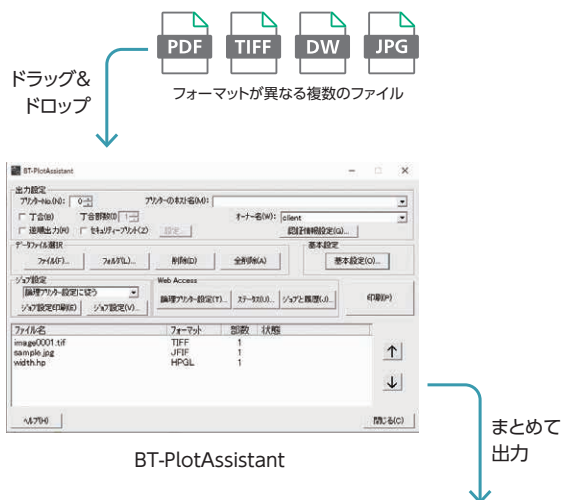 PDF TIFF DW JPG
フォーマットが異なる複数のファイル
ドラッグ&
ドロップ
BT-PlotAssistant
出力設定
プリンターNo.(N): 0 プリンターのホスト名(M):
丁合(B) 丁合部数(I) 1 オーナー名(W): client
逆順出力(R) セキュリティープリント(Z) 設定... 認証情報設定(G)...
データファイル選択 基本設定
ファイル(F)... フォルダ(L)... 削除(D) 全削除(A) 基本設定(O)...
ジョブ設定 Web Access
論理プリンター設定に従う
論理プリンター設定(T)... ステータス(U)... ジョブと履歴(J)... 印刷(P)
ジョブ設定印刷(E) ジョブ設定(V)...
ファイル名 フォーマット 部数 状態
image0001.tif TIFF 1
sample.jpg JFIF 1
width.hp HPGL 1
↑
↓
ヘルプ(H) 閉じる(C)
BT-PlotAssistant
まとめて
出力